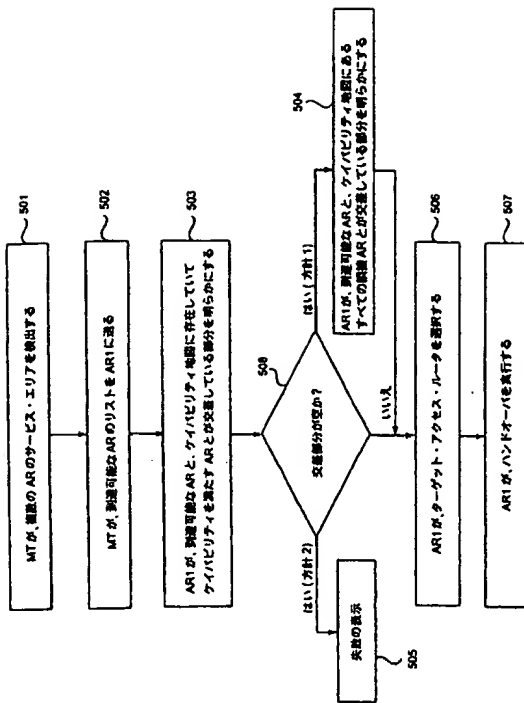 501
MTが、複数のARのサービス・エリアを検出する
502
MTが、到達可能なARのリストをAR1に送る
503
AR1が、到達可能なARと、ケイパビリティ地図に存在していて
ケイパビリティを満たすARとが交差している部分を明らかにする
508
交差部分が空か?
はい(方針1)
504
AR1が、到達可能なARと、ケイパビリティ地図にある
すべての隣接ARとが交差している部分を明らかにする
はい(方針2)
失敗の表示
505
いいえ
506
AR1が、ターゲット・アクセス・ルータを選択する
507
AR1が、ハンドオーバを実行する